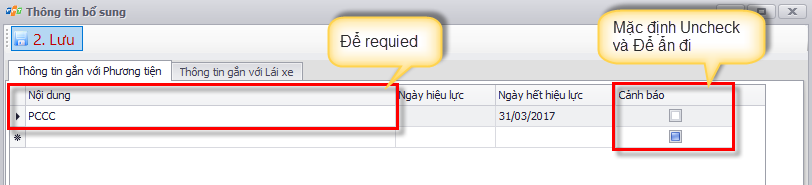 Thông tin bổ sung
2. Lưu
Để requied
Mặc định Uncheck
và Để ẩn đi
Thông tin gắn với Phương tiện
Thông tin gắn với Lái xe
Nội dung
Ngày hiệu lực
Ngày hết hiệu lực
Cảnh báo
PCCC
31/03/2017